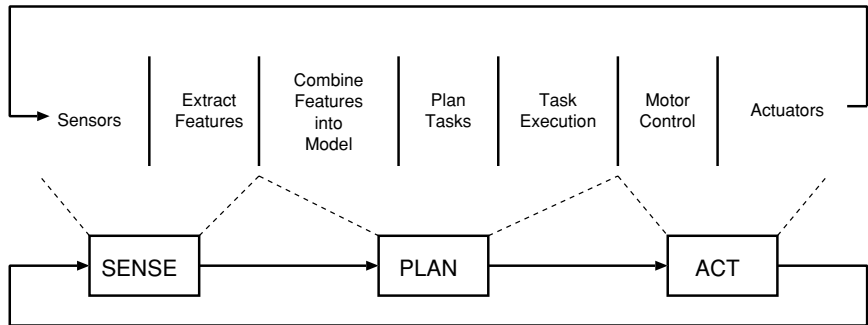 Sensors
Extract
Features
Combine
Features
into
Model
Plan
Tasks
Task
Execution
Motor
Control
Actuators
SENSE
PLAN
ACT